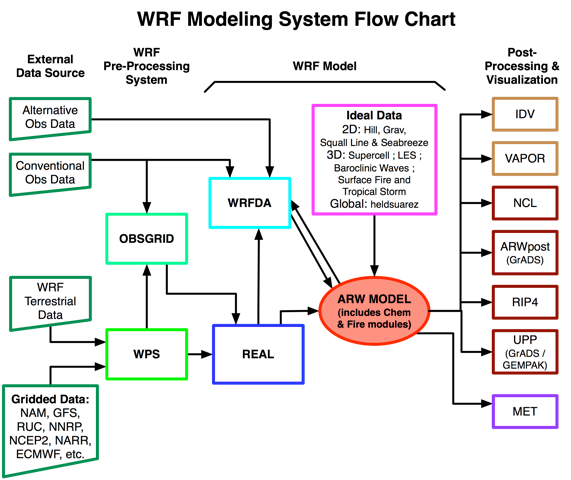 WRF Modeling System Flow Chart
External
Data Source
WRF
Pre-Processing
System
WRF Model
Post-
Processing &
Visualization
Alternative
Obs Data
Conventional
Obs Data
WRF
Terrestrial
Data
Gridded Data:
NAM, GFS,
RUC, NNRP,
NCEP2, NARR,
ECMWF, etc.
OBSGRID
WPS
WRFDA
REAL
Ideal Data
2D: Hill, Grav,
Squall Line & Seabreeze
3D: Supercell ; LES ;
Baroclinic Waves ;
Surface Fire and
Tropical Storm
Global: heldsuarez
ARW MODEL
(includes Chem
& Fire modules)
IDV
VAPOR
NCL
ARWpost
(GrADS)
RIP4
UPP
(GrADS /
GEMPAK)
MET